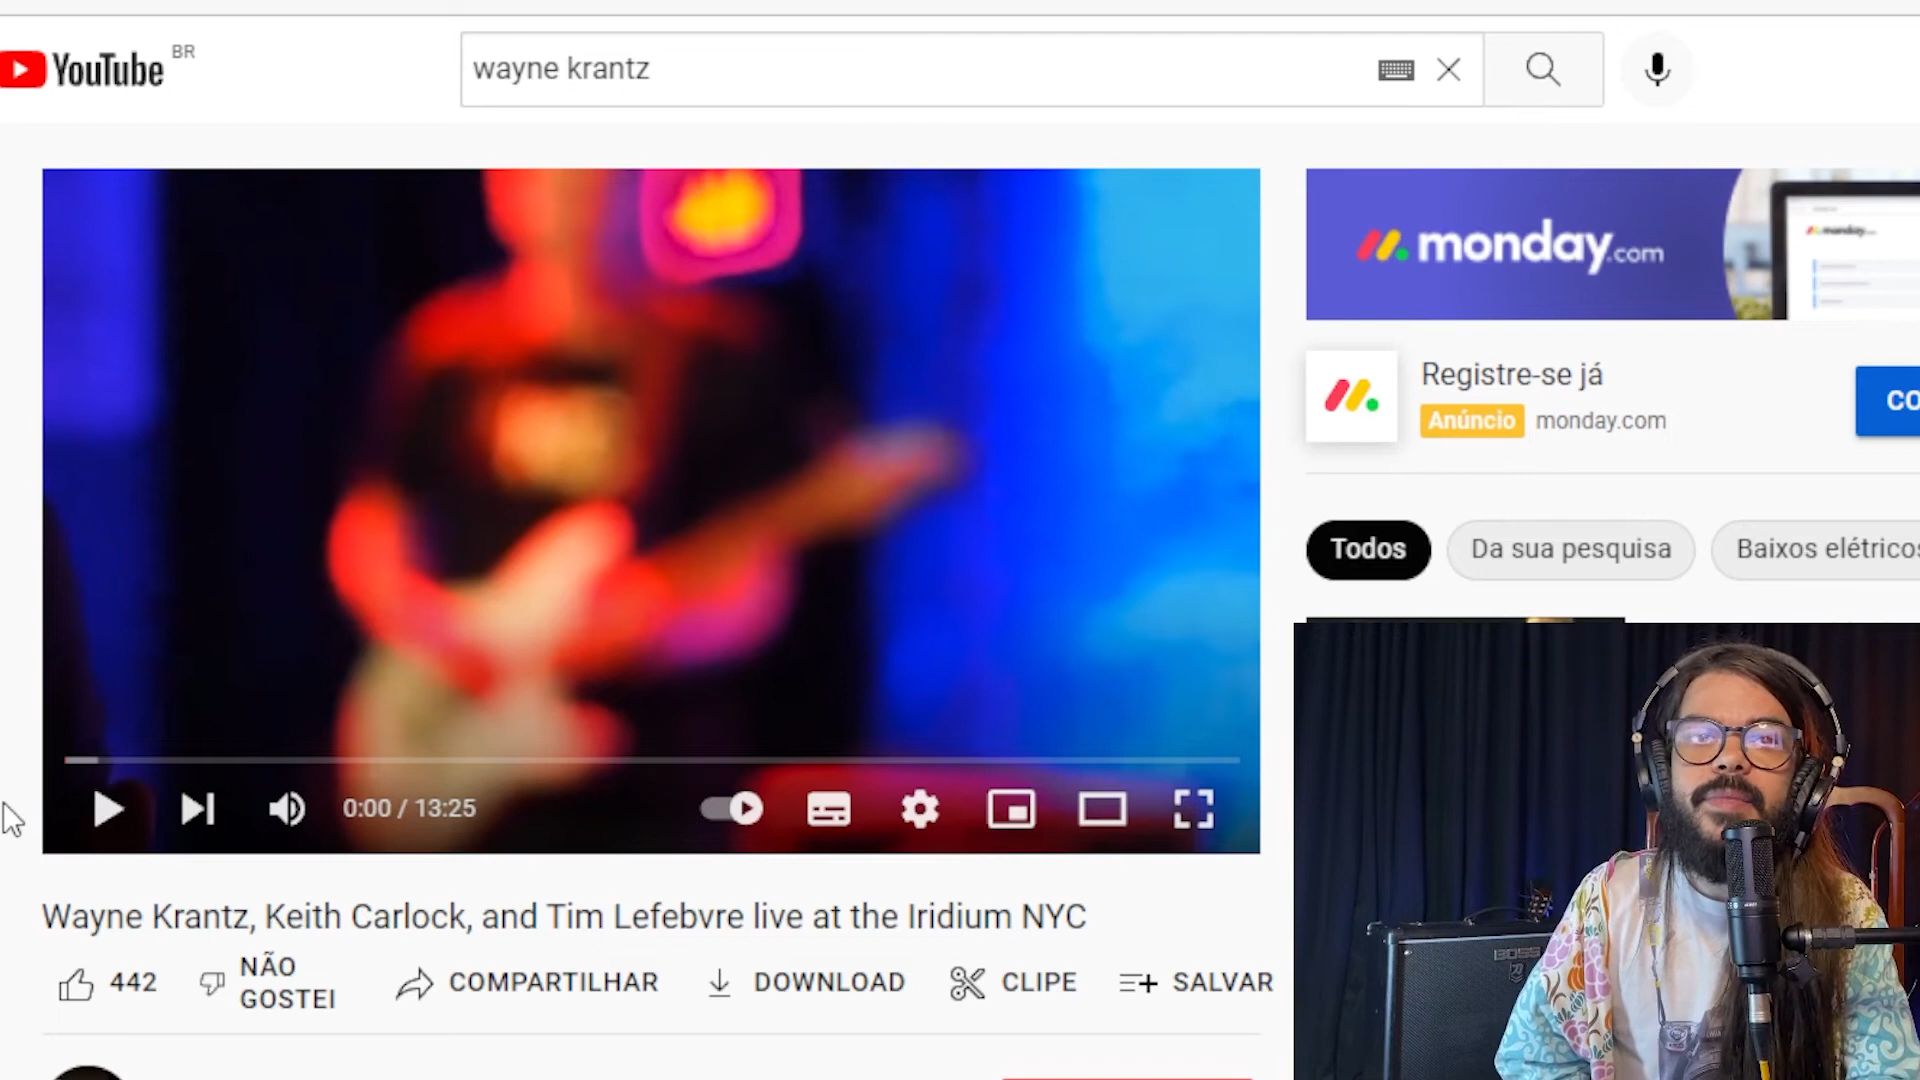 YouTube BR
wayne krantz
monday.com
Registre-se já
Anúncio monday.com
CO
Todos Da sua pesquisa Baixos elétricos
0:00 / 13:25
Wayne Krantz, Keith Carlock, and Tim Lefebvre live at the Iridium NYC
442 NÃO GOSTEI COMPARTILHAR DOWNLOAD CLIPE SALVAR
BOSS